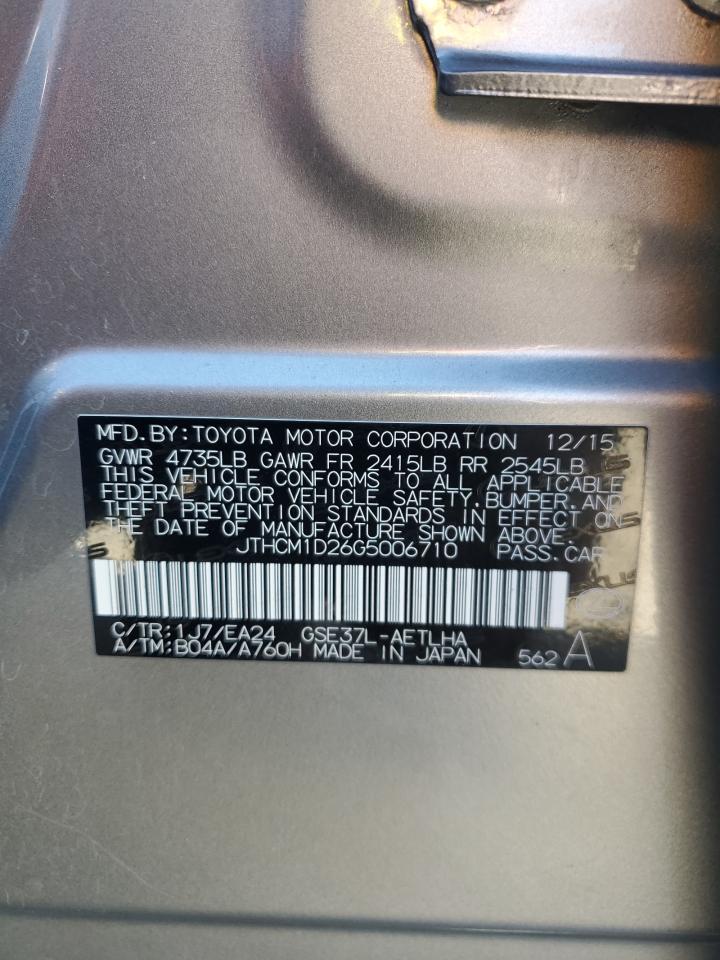 MFD.BY:TOYOTA MOTOR CORPORATION 12/15
GVWR 4735LB GAWR FR 2415LB RR 2545LB
THIS VEHICLE CONFORMS TO ALL APPLICABLE
FEDERAL MOTOR VEHICLE SAFETY,BUMPER,AND
THEFT PREVENTION STANDARDS IN EFFECT ON
THE DATE OF MANUFACTURE SHOWN ABOVE.
JTHCM1D26G5006710 PASS.CAR
C/TR:1J7/EA24 GSE37L-AETLHA
A/TM:B04A/A760H MADE IN JAPAN 562 A